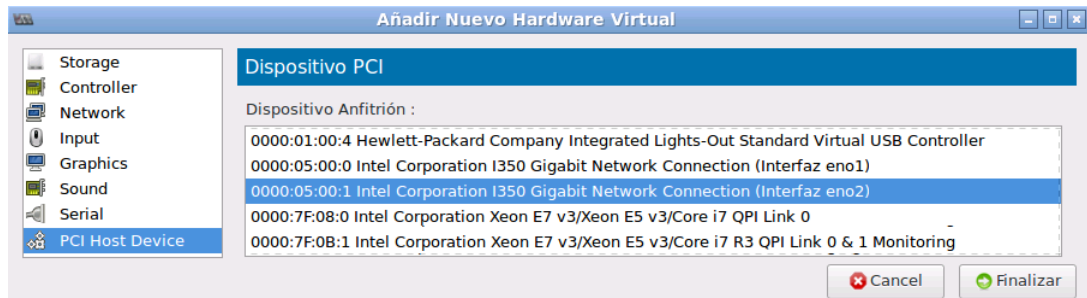 Añadir Nuevo Hardware Virtual
Storage
Controller
Network
Input
Graphics
Sound
Serial
PCI Host Device
Dispositivo PCI
Dispositivo Anfitrión :
0000:01:00:4 Hewlett-Packard Company Integrated Lights-Out Standard Virtual USB Controller
0000:05:00:0 Intel Corporation I350 Gigabit Network Connection (Interfaz eno1)
0000:05:00:1 Intel Corporation I350 Gigabit Network Connection (Interfaz eno2)
0000:7F:08:0 Intel Corporation Xeon E7 v3/Xeon E5 v3/Core i7 QPI Link 0
0000:7F:0B:1 Intel Corporation Xeon E7 v3/Xeon E5 v3/Core i7 R3 QPI Link 0 & 1 Monitoring
Cancel
Finalizar